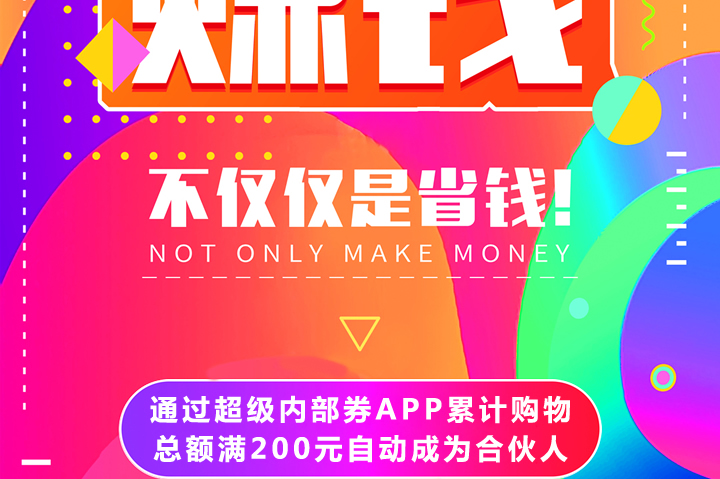 赚钱
不仅仅是省钱!
NOT ONLY MAKE MONEY
通过超级内部券APP累计购物
总额满200元自动成为合伙人